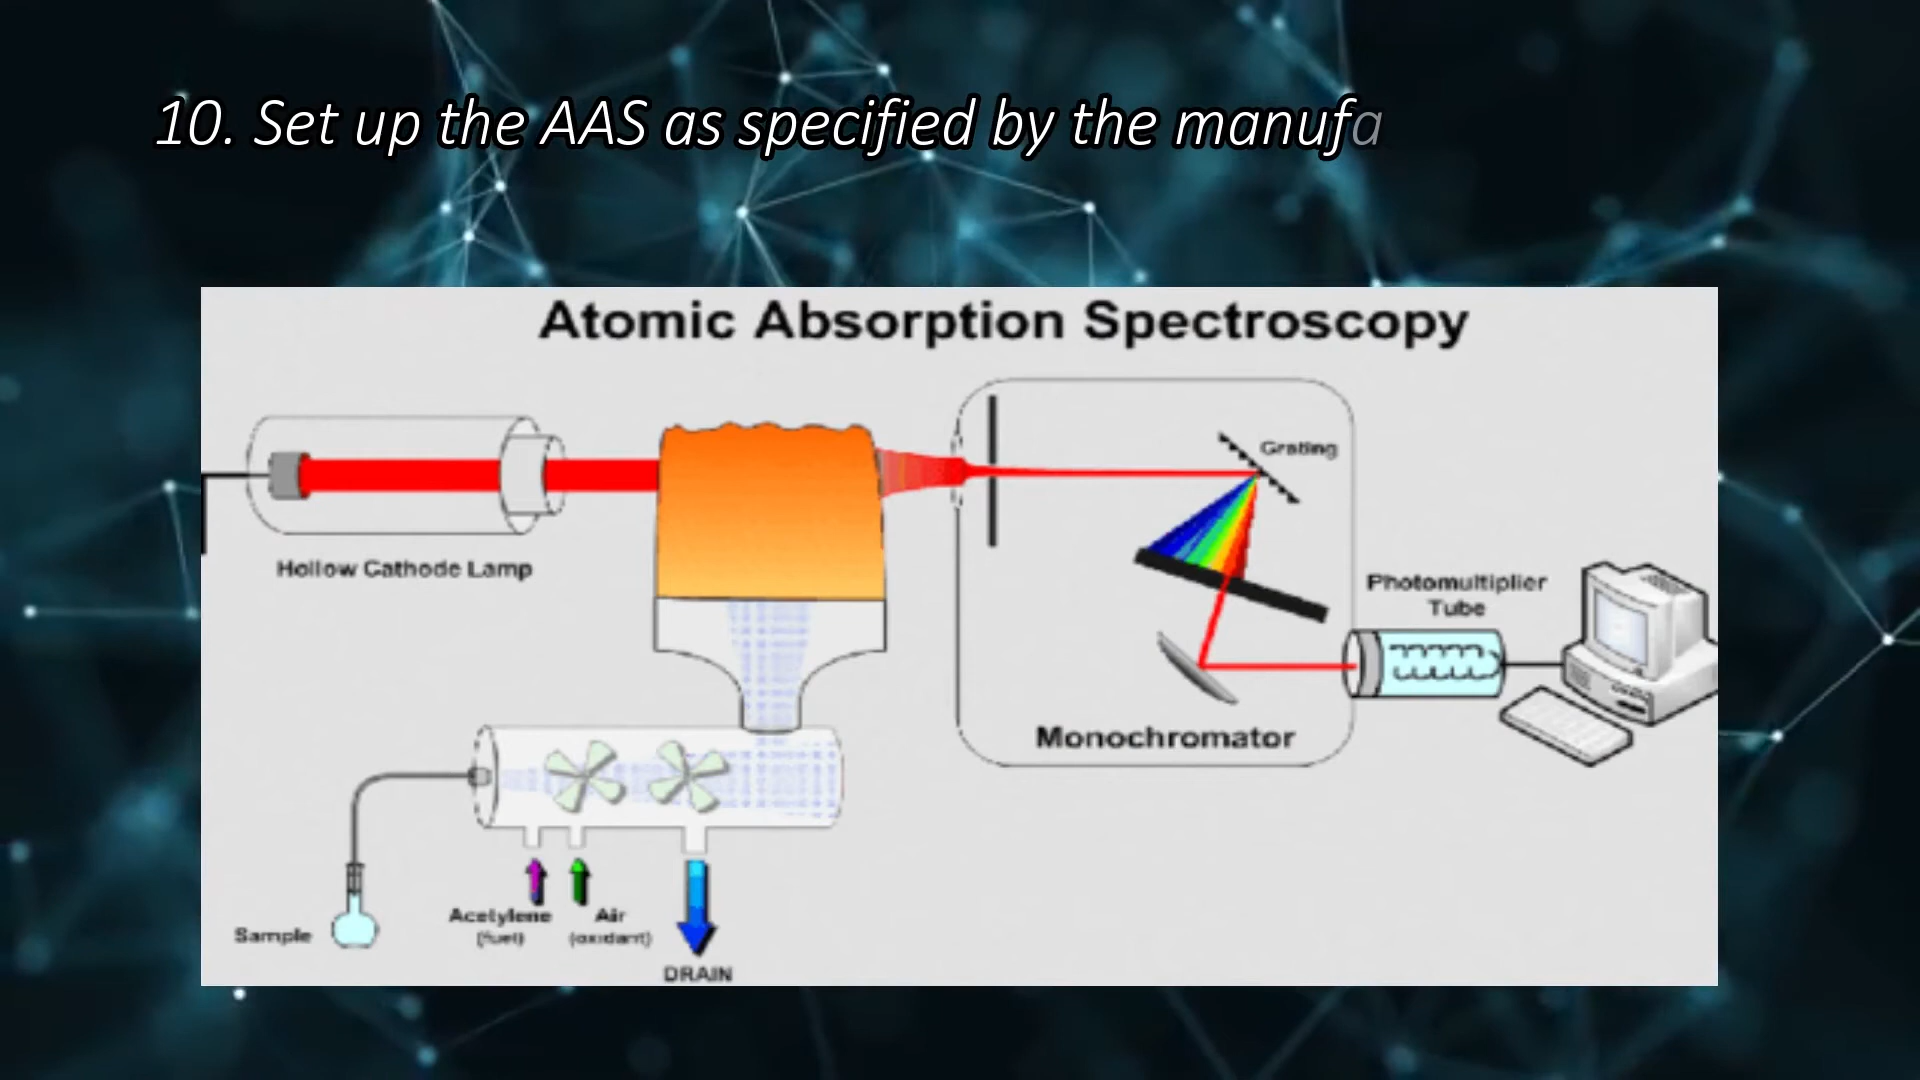 10. Set up the AAS as specified by the manufa
Atomic Absorption Spectroscopy
Grating
Hollow Cathode Lamp
Photomultiplier
Tube
Monochromator
Sample
Acetylene
(fuel)
Air
(oxidant)
DRAIN